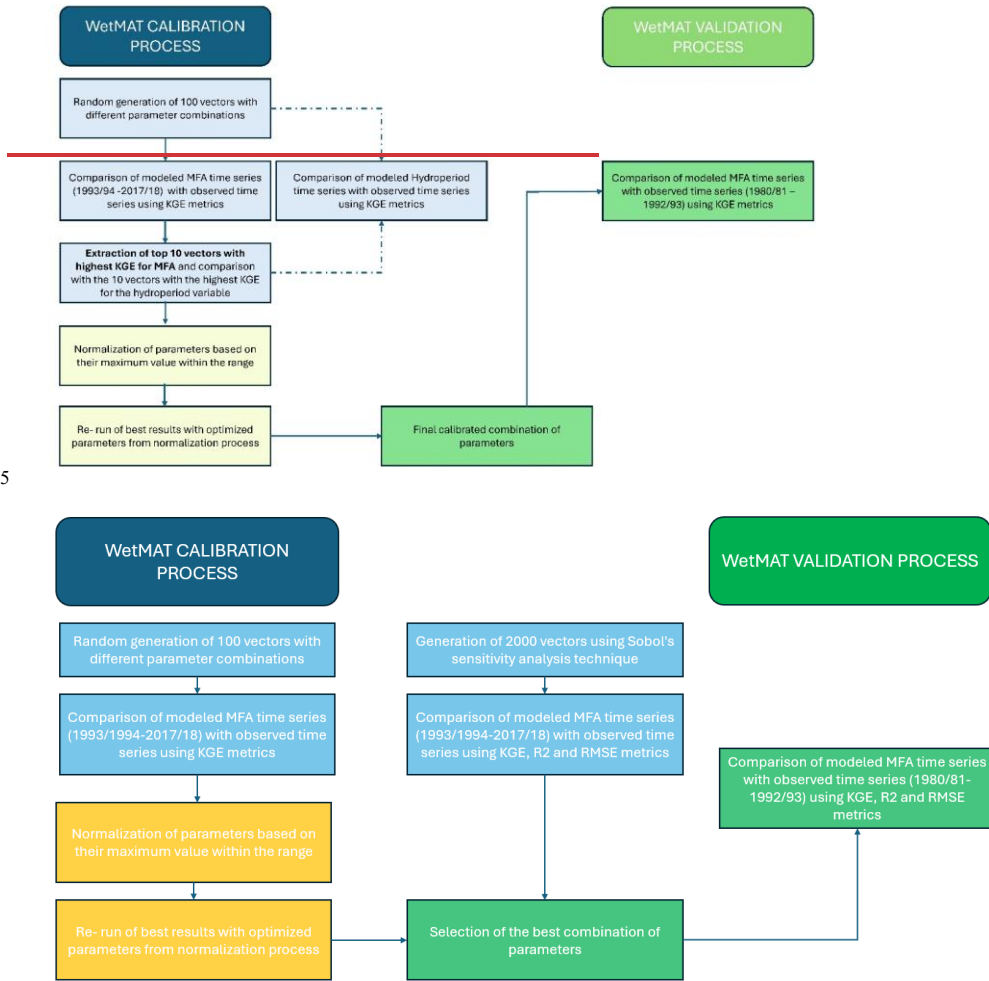 WetMAT CALIBRATION
PROCESS
WetMAT VALIDATION
PROCESS
Random generation of 100 vectors with
different parameter combinations
Comparison of modeled MFA time series
(1993/94 -2017/18) with observed time
series using KGE metrics
Comparison of modeled Hydroperiod
time series with observed time series
using KGE metrics
Comparison of modeled MFA time series
with observed time series (1980/81 –
1992/93) using KGE metrics
Extraction of top 10 vectors with
highest KGE for MFA and comparison
with the 10 vectors with the highest KGE
for the hydroperiod variable
Normalization of parameters based on
their maximum value within the range
Re- run of best results with optimized
parameters from normalization process
Final calibrated combination of
parameters
5
WetMAT CALIBRATION
PROCESS
WetMAT VALIDATION PROCESS
Random generation of 100 vectors with
different parameter combinations
Generation of 2000 vectors using Sobol's
sensitivity analysis technique
Comparison of modeled MFA time series
(1993/1994-2017/18) with observed time
series using KGE metrics
Comparison of modeled MFA time series
(1993/1994-2017/18) with observed time
series using KGE, R2 and RMSE metrics
Comparison of modeled MFA time series
with observed time series (1980/81-
1992/93) using KGE, R2 and RMSE
metrics
Normalization of parameters based on
their maximum value within the range
Re- run of best results with optimized
parameters from normalization process
Selection of the best combination of
parameters